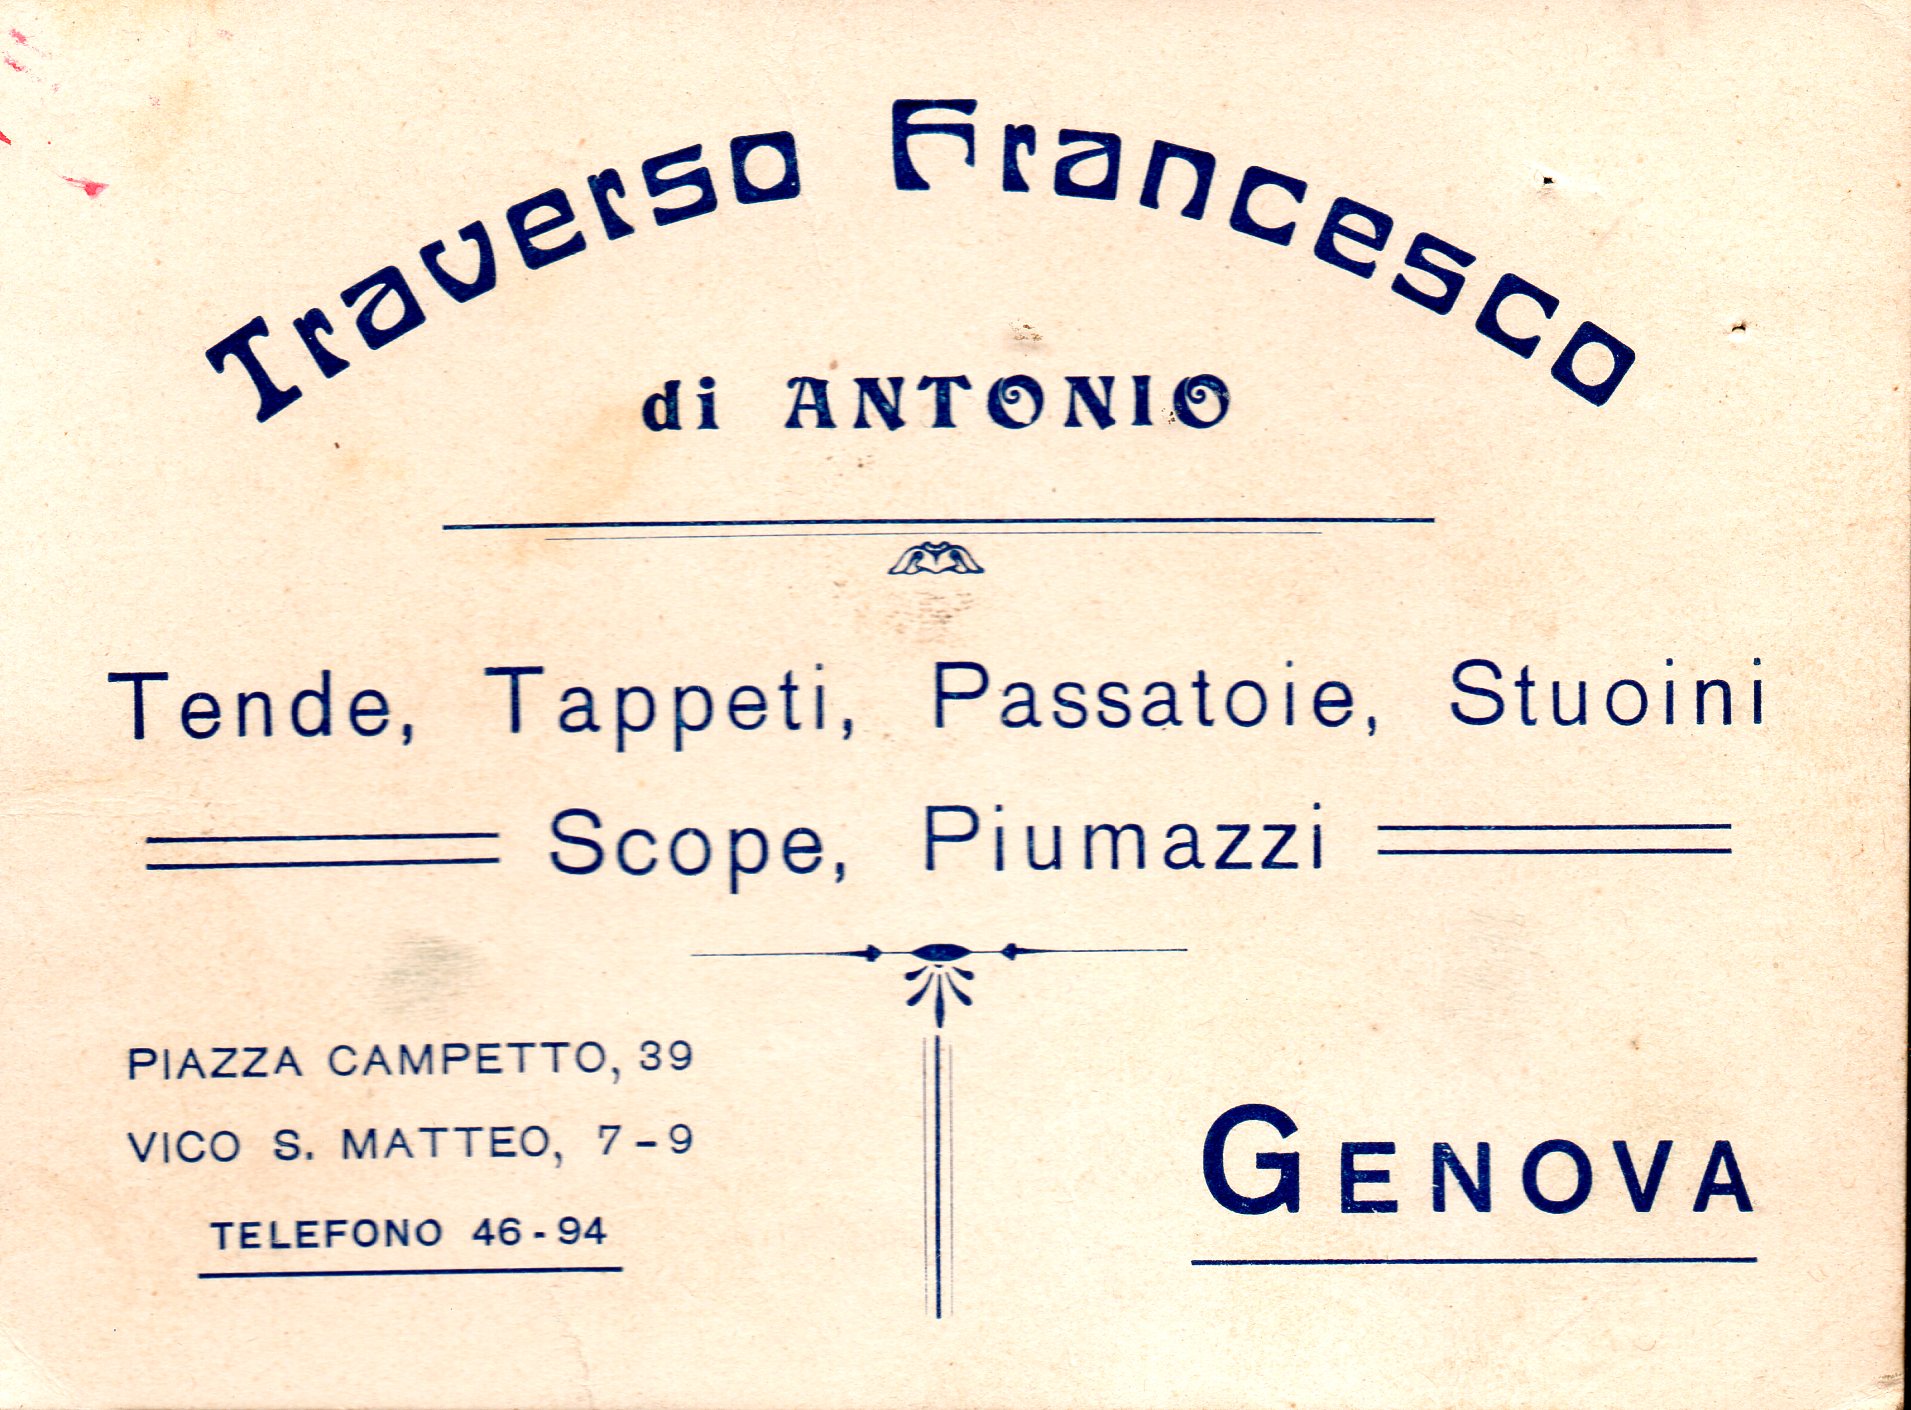 Traverso Francesco
di ANTONIO
Tende, Tappeti, Passatoie, Stuoini
Scope, Piumazzi
PIAZZA CAMPETTO, 39
VICO S. MATTEO, 7-9
TELEFONO 46-94
GENOVA